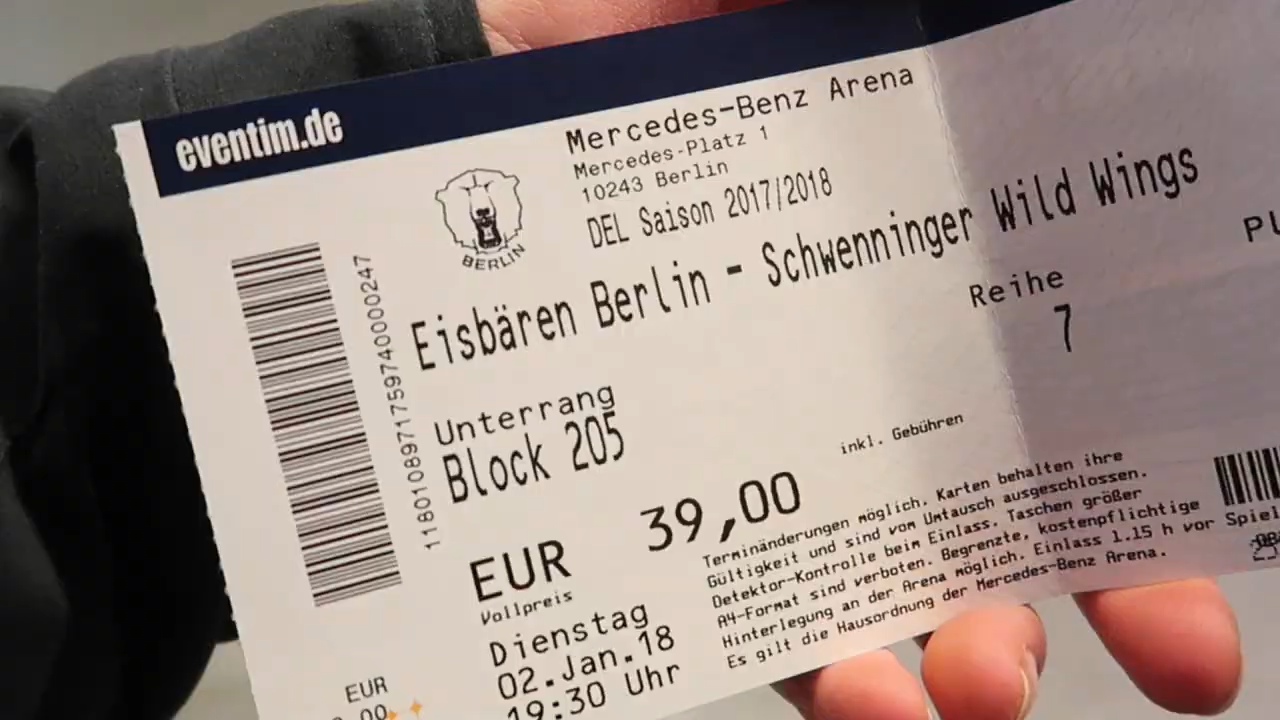 eventim.de
Mercedes-Benz Arena
Mercedes-Platz 1
10243 Berlin
DEL Saison 2017/2018
BERLIN
Eisbären Berlin - Schwenninger Wild Wings
Reihe
7
PU
Unterrang
Block 205
EUR 39,00
inkl. Gebühren
Vollpreis
Dienstag
02.Jan.18
19:30 Uhr
Terminänderungen möglich. Karten behalten ihre
Gültigkeit und sind vom Umtausch ausgeschlossen.
Detektor-Kontrolle beim Einlass. Taschen größer
A4-Format sind verboten. Begrenzte, kostenpflichtige
Hinterlegung an der Arena möglich. Einlass 1.15 h vor Spiel
Es gilt die Hausordnung der Mercedes-Benz Arena.
1180108971759740000247
EUR